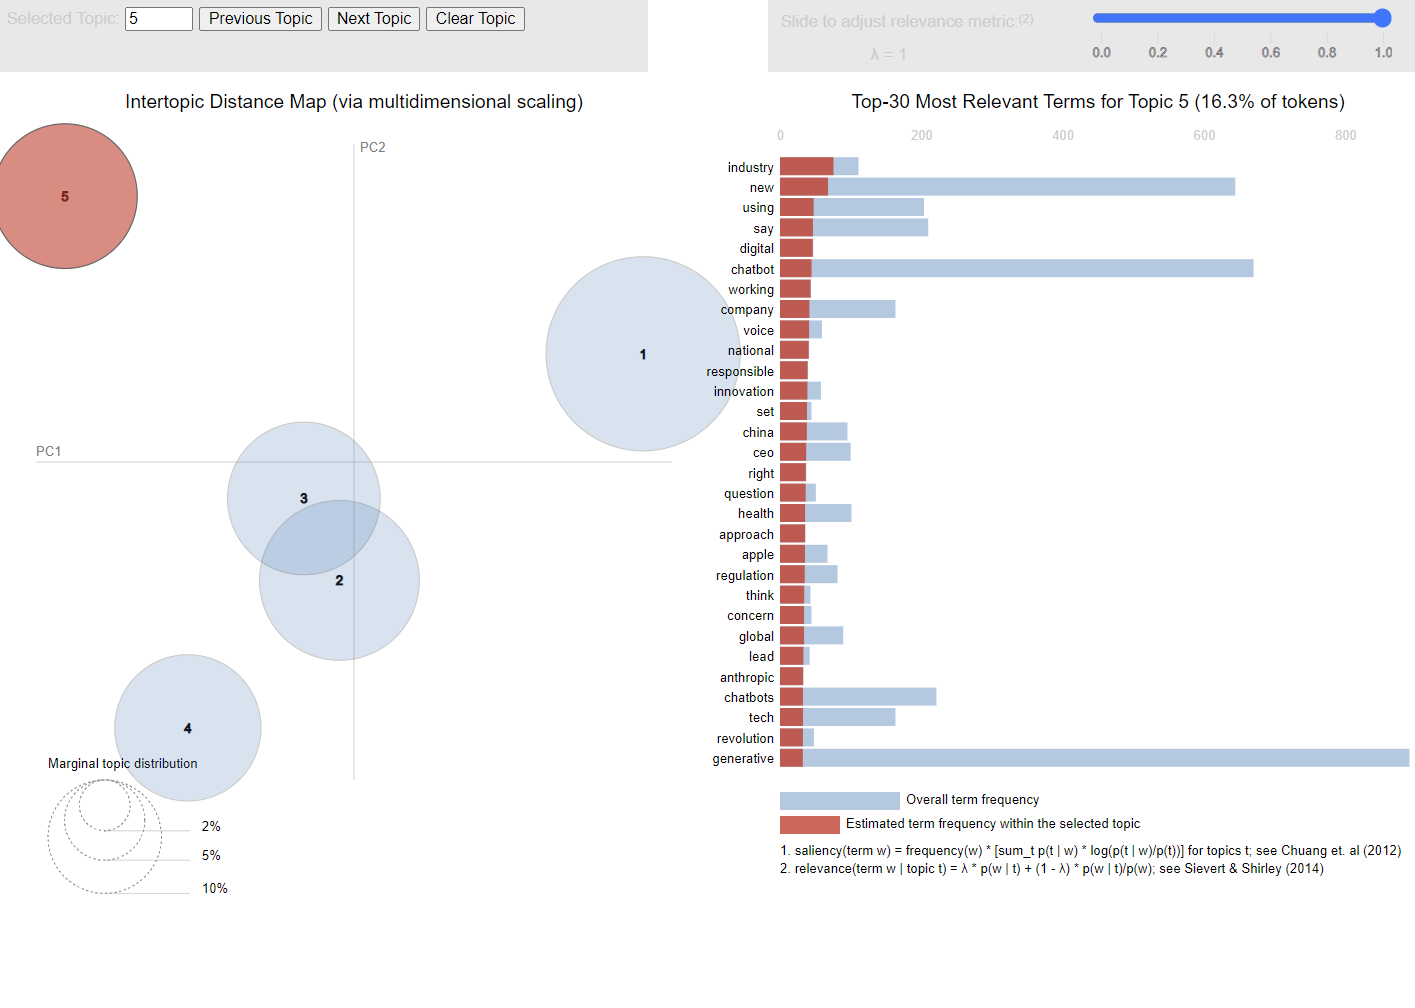 Selected Topic: 5 Previous Topic Next Topic Clear Topic
Slide to adjust relevance metric:(2)
λ = 1
0.0 0.2 0.4 0.6 0.8 1.0
Intertopic Distance Map (via multidimensional scaling)
PC2
PC1
5
1
3
2
4
Marginal topic distribution
2%
5%
10%
Top-30 Most Relevant Terms for Topic 5 (16.3% of tokens)
0 200 400 600 800
industry
new
using
say
digital
chatbot
working
company
voice
national
responsible
innovation
set
china
ceo
right
question
health
approach
apple
regulation
think
concern
global
lead
anthropic
chatbots
tech
revolution
generative
Overall term frequency
Estimated term frequency within the selected topic
1. saliency(term w) = frequency(w) * [sum_t p(t | w) * log(p(t | w)/p(t))] for topics t; see Chuang et. al (2012)
2. relevance(term w | topic t) = λ * p(w | t) + (1 - λ) * p(w | t)/p(w); see Sievert & Shirley (2014)